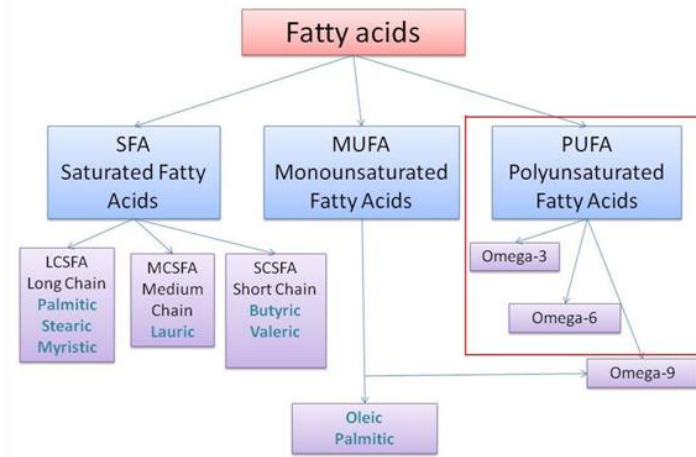 Fatty acids
SFA
Saturated Fatty
Acids
MUFA
Monounsaturated
Fatty Acids
PUFA
Polyunsaturated
Fatty Acids
LCSFA
Long Chain
Palmitic
Stearic
Myristic
MCSFA
Medium
Chain
Lauric
SCSFA
Short Chain
Butyric
Valeric
Omega-3
Omega-6
Omega-9
Oleic
Palmitic